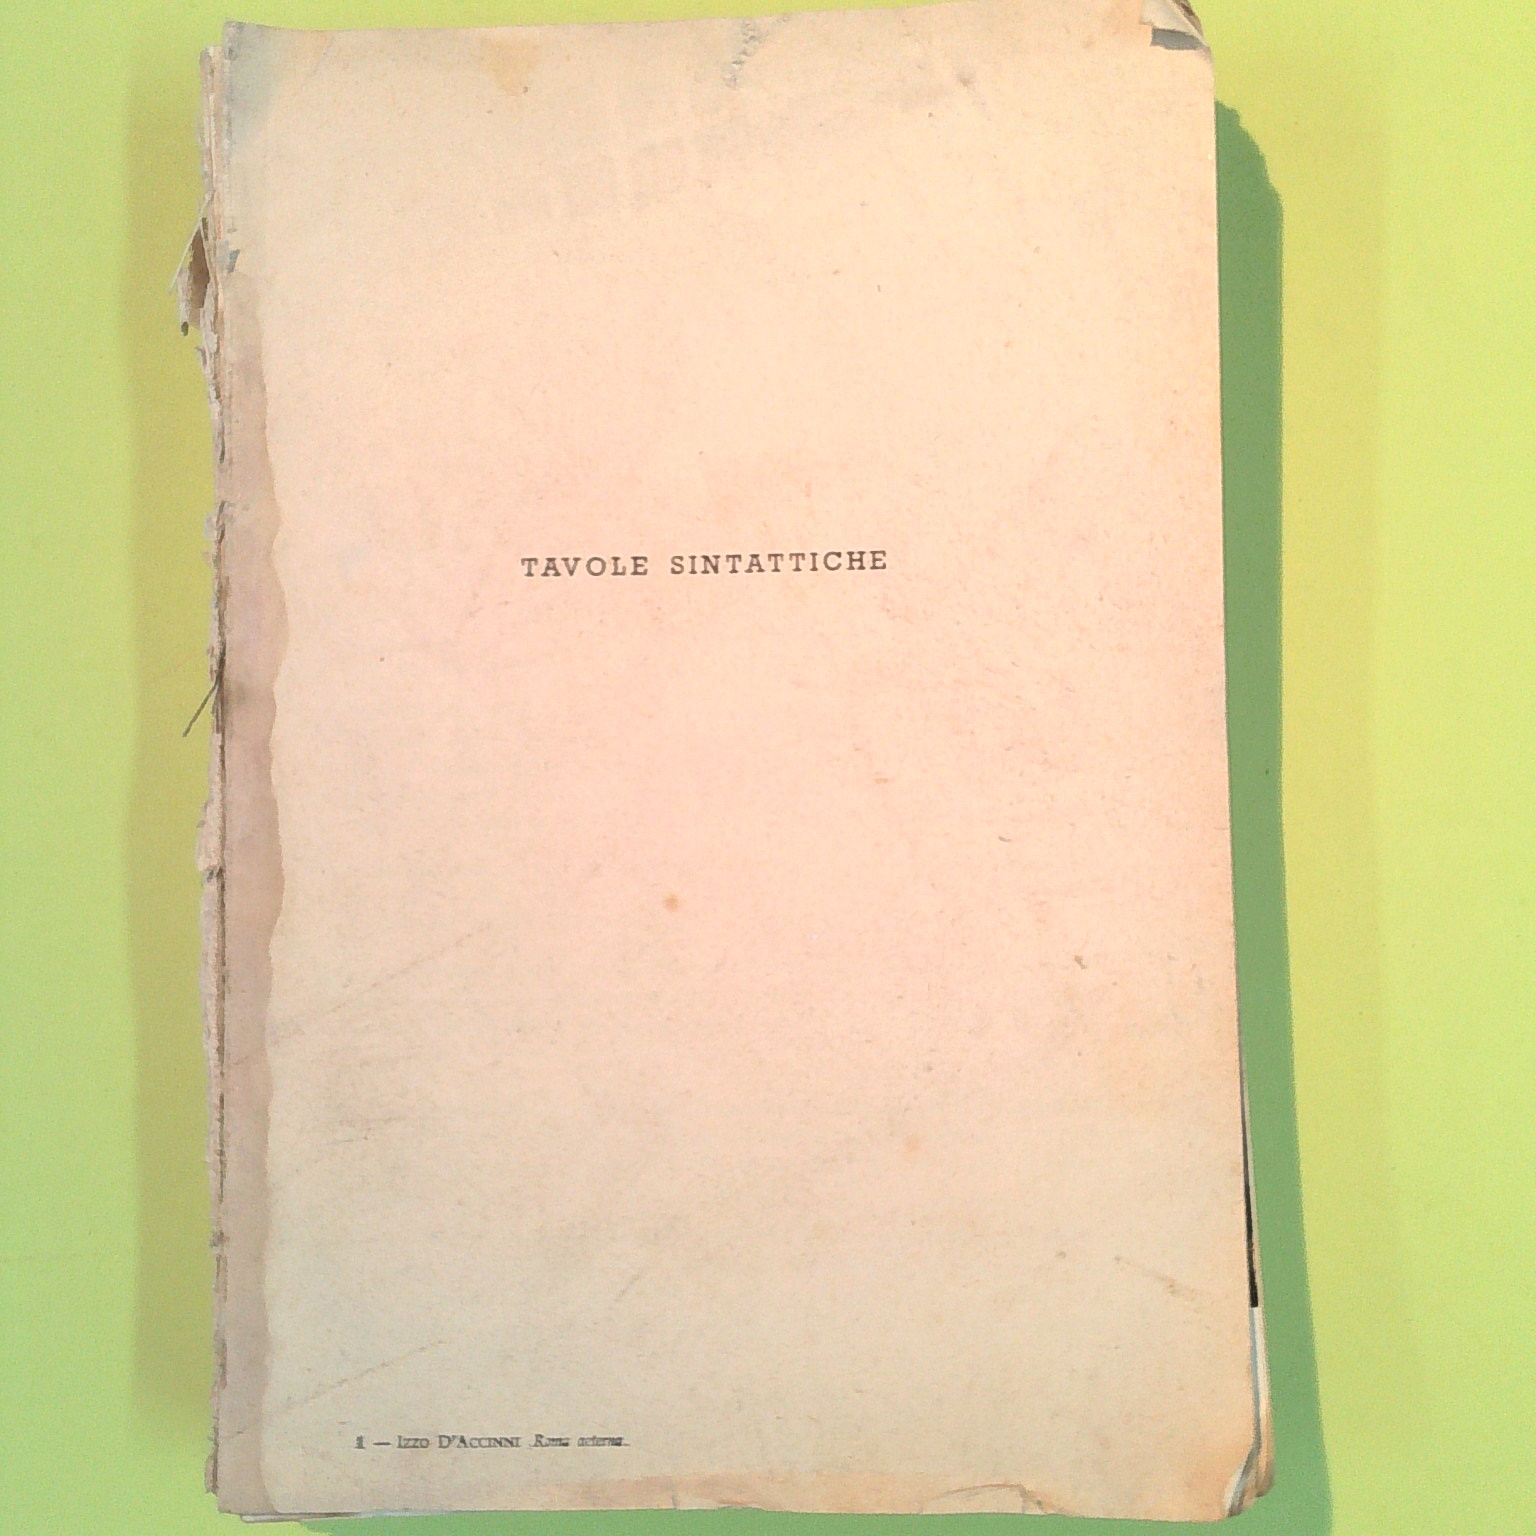 TAVOLE SINTATTICHE
1 — IZZO D'ACCINNI Roma aeterna.